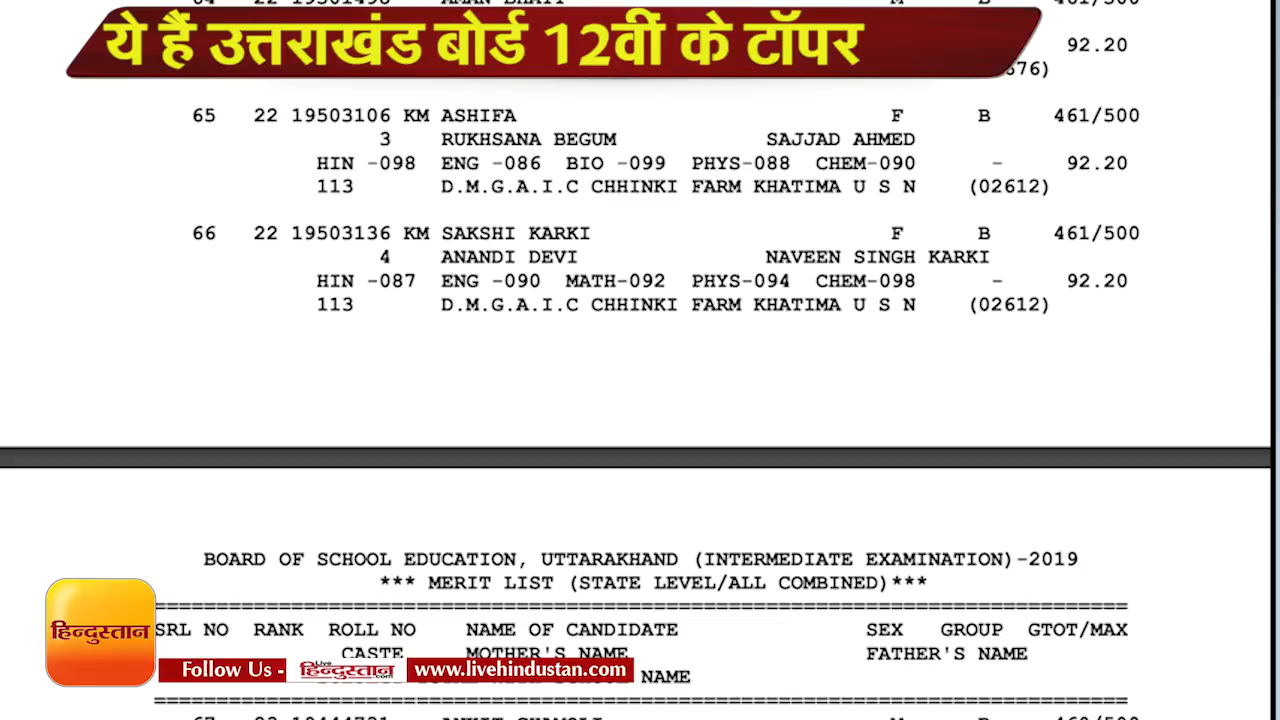 ये हैं उत्तराखंड बोर्ड 12वीं के टॉपर
92.20
65 22 19503106 KM ASHIFA F B 461/500
3 RUKHSANA BEGUM SAJJAD AHMED
HIN -098 ENG -086 BIO -099 PHYS-088 CHEM-090 - 92.20
113 D.M.G.A.I.C CHHINKI FARM KHATIMA U S N (02612)
66 22 19503136 KM SAKSHI KARKI F B 461/500
4 ANANDI DEVI NAVEEN SINGH KARKI
HIN -087 ENG -090 MATH-092 PHYS-094 CHEM-098 - 92.20
113 D.M.G.A.I.C CHHINKI FARM KHATIMA U S N (02612)
BOARD OF SCHOOL EDUCATION, UTTARAKHAND (INTERMEDIATE EXAMINATION)-2019
*** MERIT LIST (STATE LEVEL/ALL COMBINED)***
SRL NO RANK ROLL NO NAME OF CANDIDATE SEX GROUP GTOT/MAX
CASTE MOTHER'S NAME FATHER'S NAME
NAME
हिन्दुस्तान
Follow Us - Live हिन्दुस्तान .com www.livehindustan.com